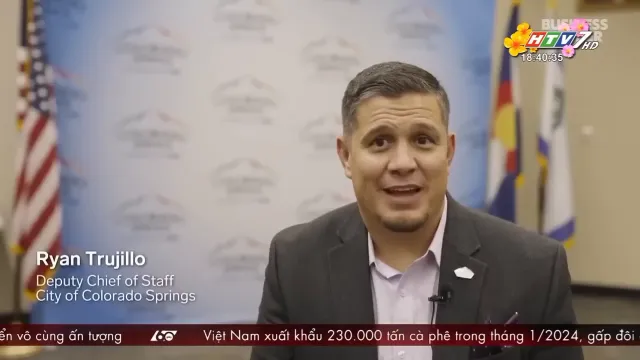 BUSINESS
HTV7 HD
18:40:35
Ryan Trujillo
Deputy Chief of Staff
City of Colorado Springs
ển vô cùng ấn tượng
Việt Nam xuất khẩu 230.000 tấn cà phê trong tháng 1/2024, gấp đôi